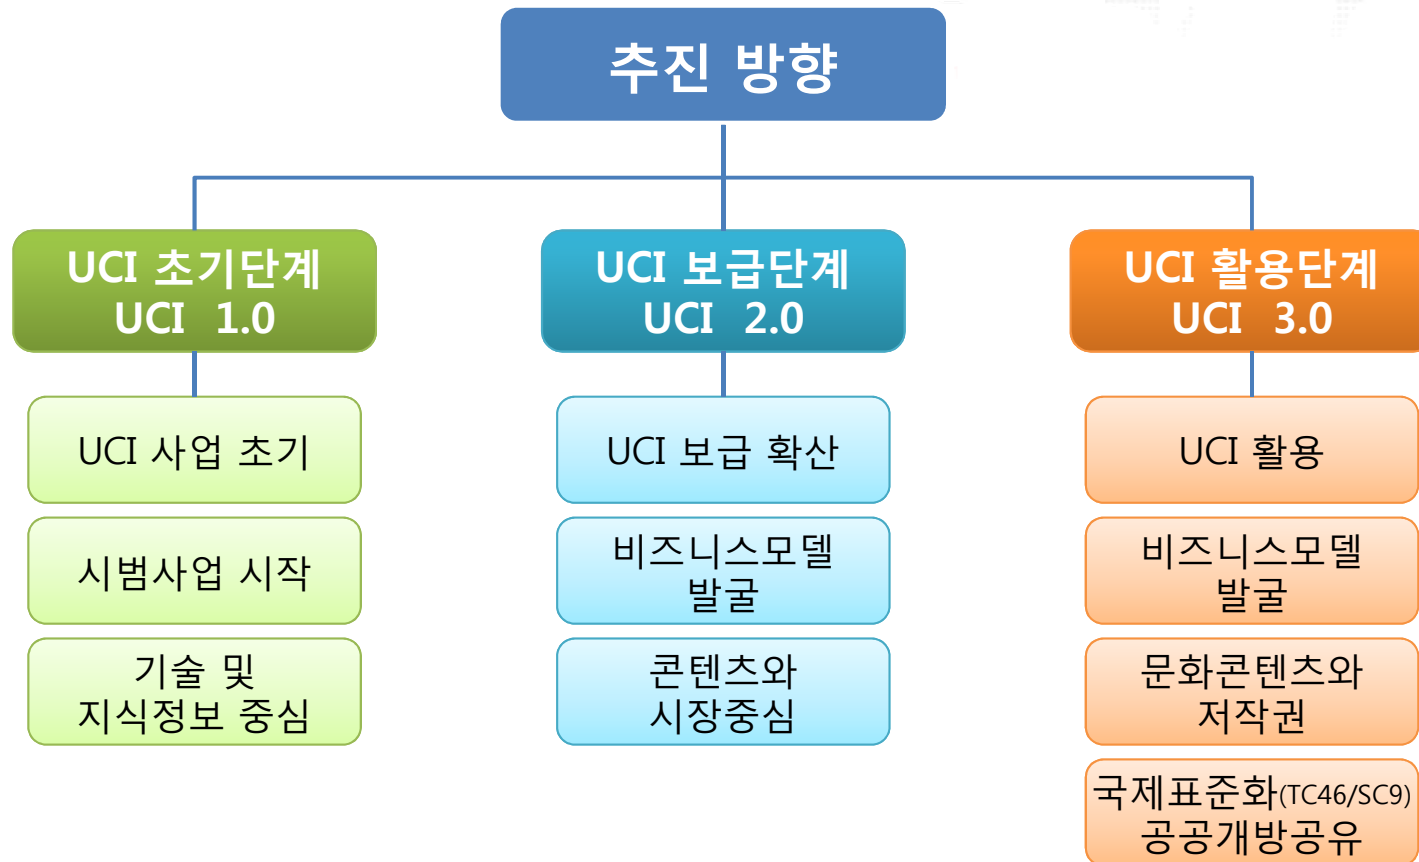 추진 방향
UCI 초기단계
UCI 1.0
UCI 사업 초기
시범사업 시작
기술 및
지식정보 중심
UCI 보급단계
UCI 2.0
UCI 보급 확산
비즈니스모델
발굴
콘텐츠와
시장중심
UCI 활용단계
UCI 3.0
UCI 활용
비즈니스모델
발굴
문화콘텐츠와
저작권
국제표준화(TC46/SC9)
공공개방공유